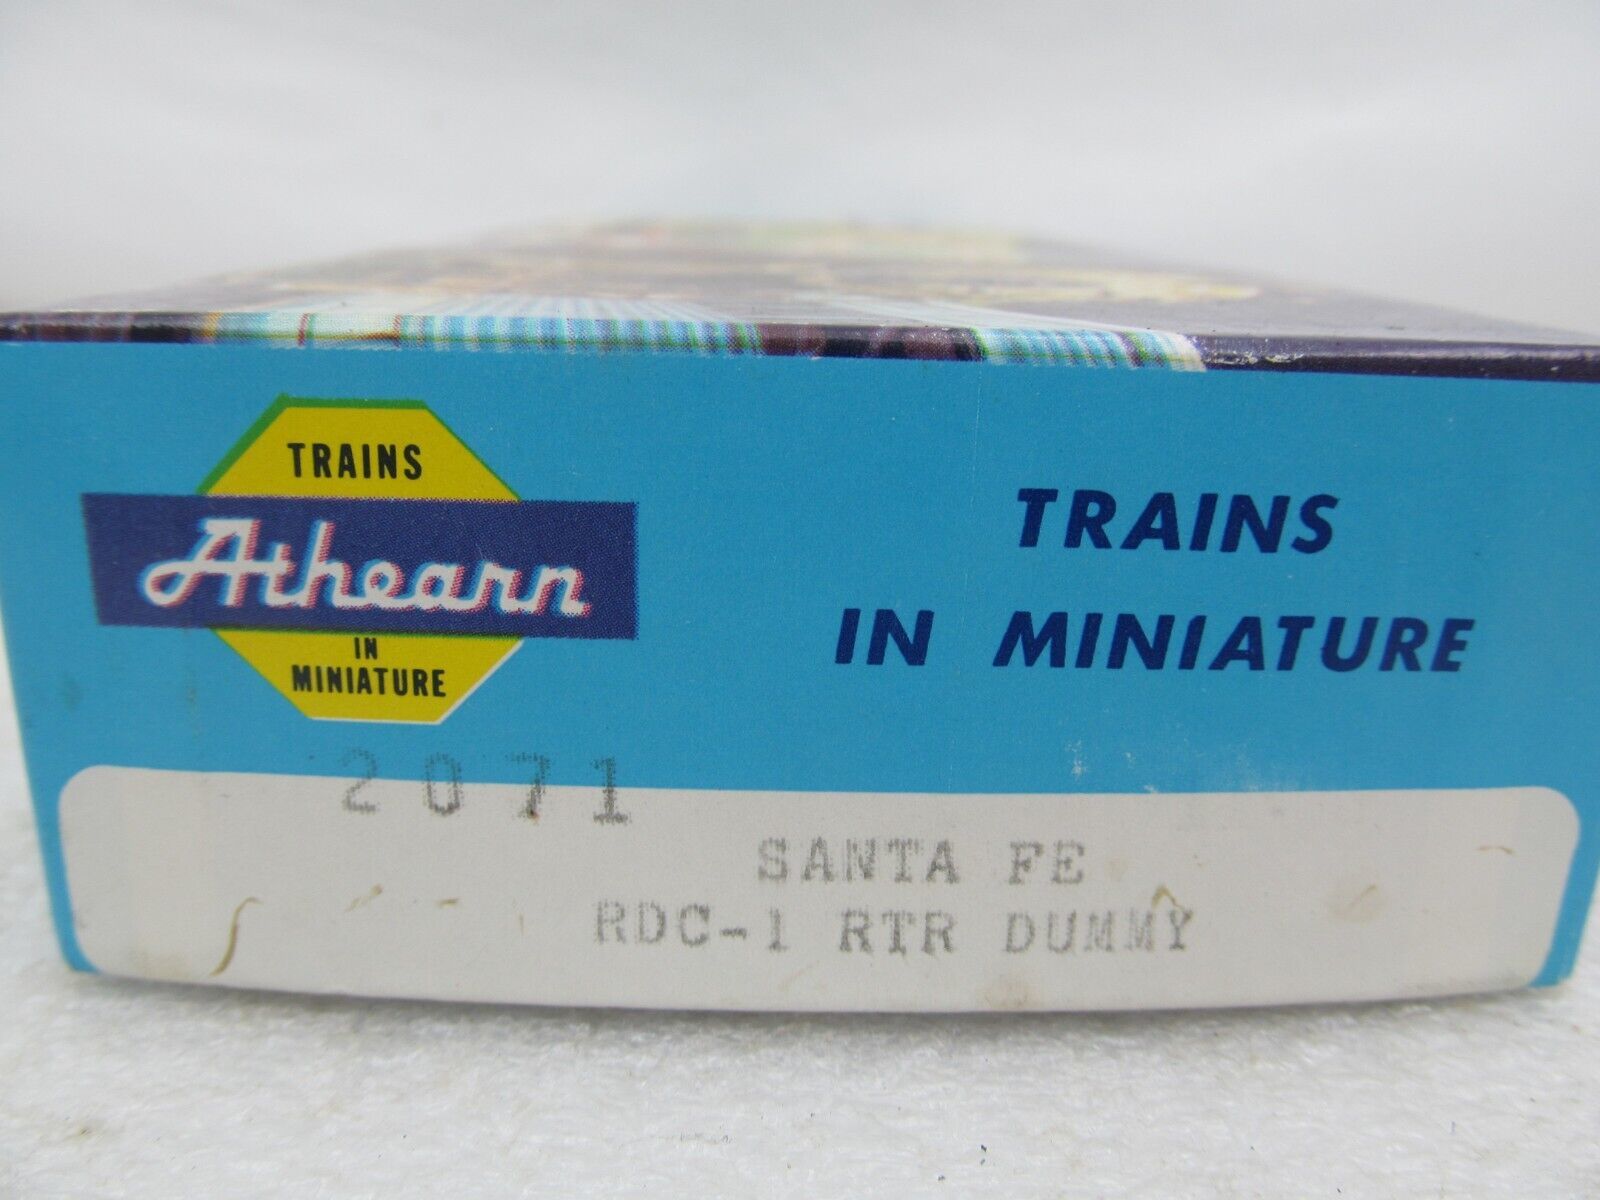 TRAINS
Athearn
IN
MINIATURE
TRAINS
IN MINIATURE
2071
SANTA FE
RDC-1 RTR DUMMY